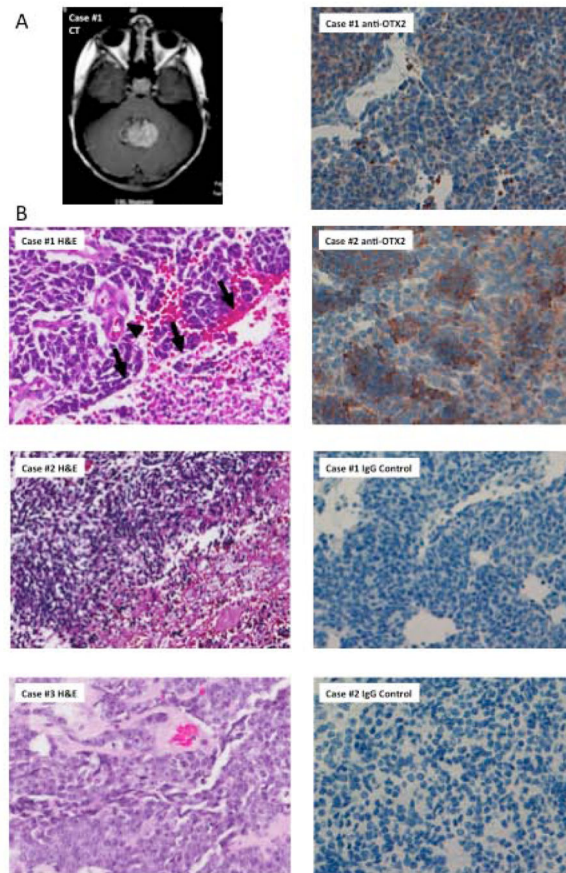 A
Case #1
CT
Case #1 anti-OTX2
B
Case #1 H&E
Case #2 anti-OTX2
Case #2 H&E
Case #1 IgG Control
Case #3 H&E
Case #2 IgG Control